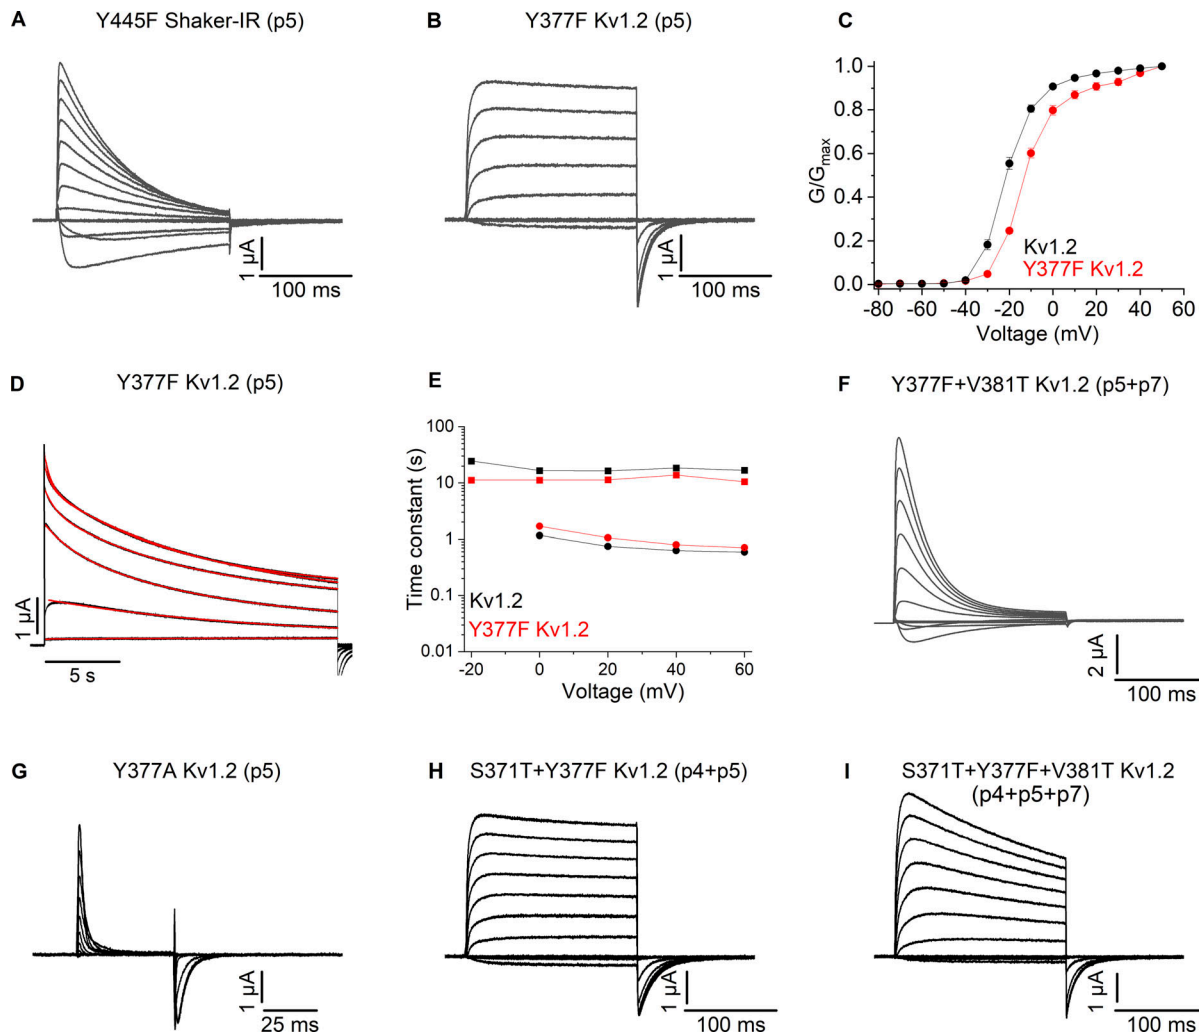 A
Y445F Shaker-IR (p5)
1 µA
100 ms
B
Y377F Kv1.2 (p5)
1 µA
100 ms
C
G/Gmax
1.0
0.8
0.6
0.4
0.2
0.0
Kv1.2
Y377F Kv1.2
-80 -60 -40 -20 0 20 40 60
Voltage (mV)
D
Y377F Kv1.2 (p5)
1 µA
5 s
E
Time constant (s)
100
10
1
0.1
0.01
Kv1.2
Y377F Kv1.2
-20 0 20 40 60
Voltage (mV)
F
Y377F+V381T Kv1.2 (p5+p7)
2 µA
100 ms
G
Y377A Kv1.2 (p5)
1 µA
25 ms
H
S371T+Y377F Kv1.2 (p4+p5)
1 µA
100 ms
I
S371T+Y377F+V381T Kv1.2
(p4+p5+p7)
1 µA
100 ms